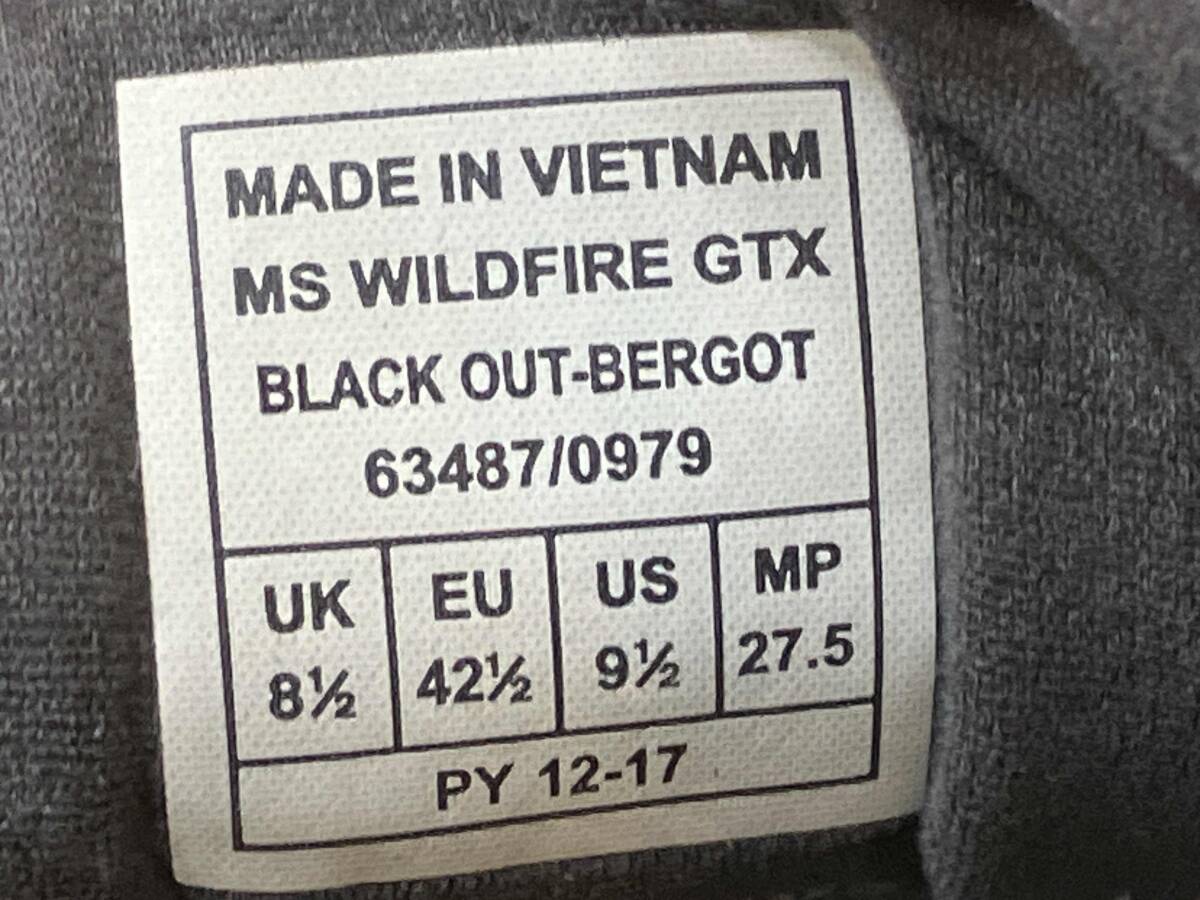 MADE IN VIETNAM
MS WILDFIRE GTX
BLACK OUT-BERGOT
63487/0979
UK EU US MP
8½ 42½ 9½ 27.5
PY 12-17